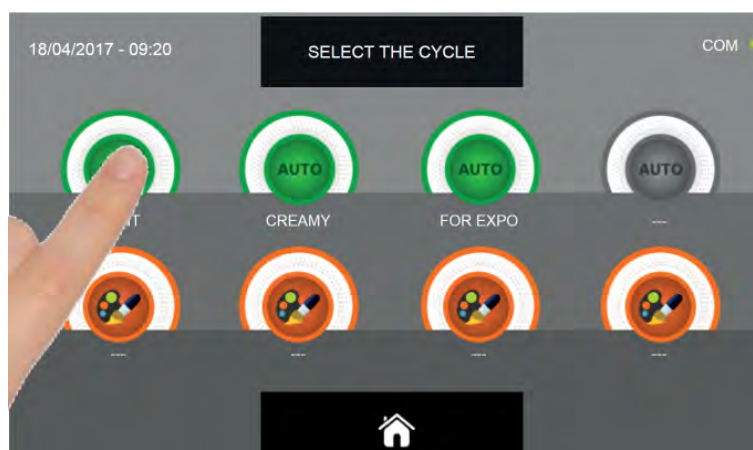 18/04/2017 - 09:20
SELECT THE CYCLE
COM
AUTO
AUTO
AUTO
CREAMY
FOR EXPO
---
---
---
---
---